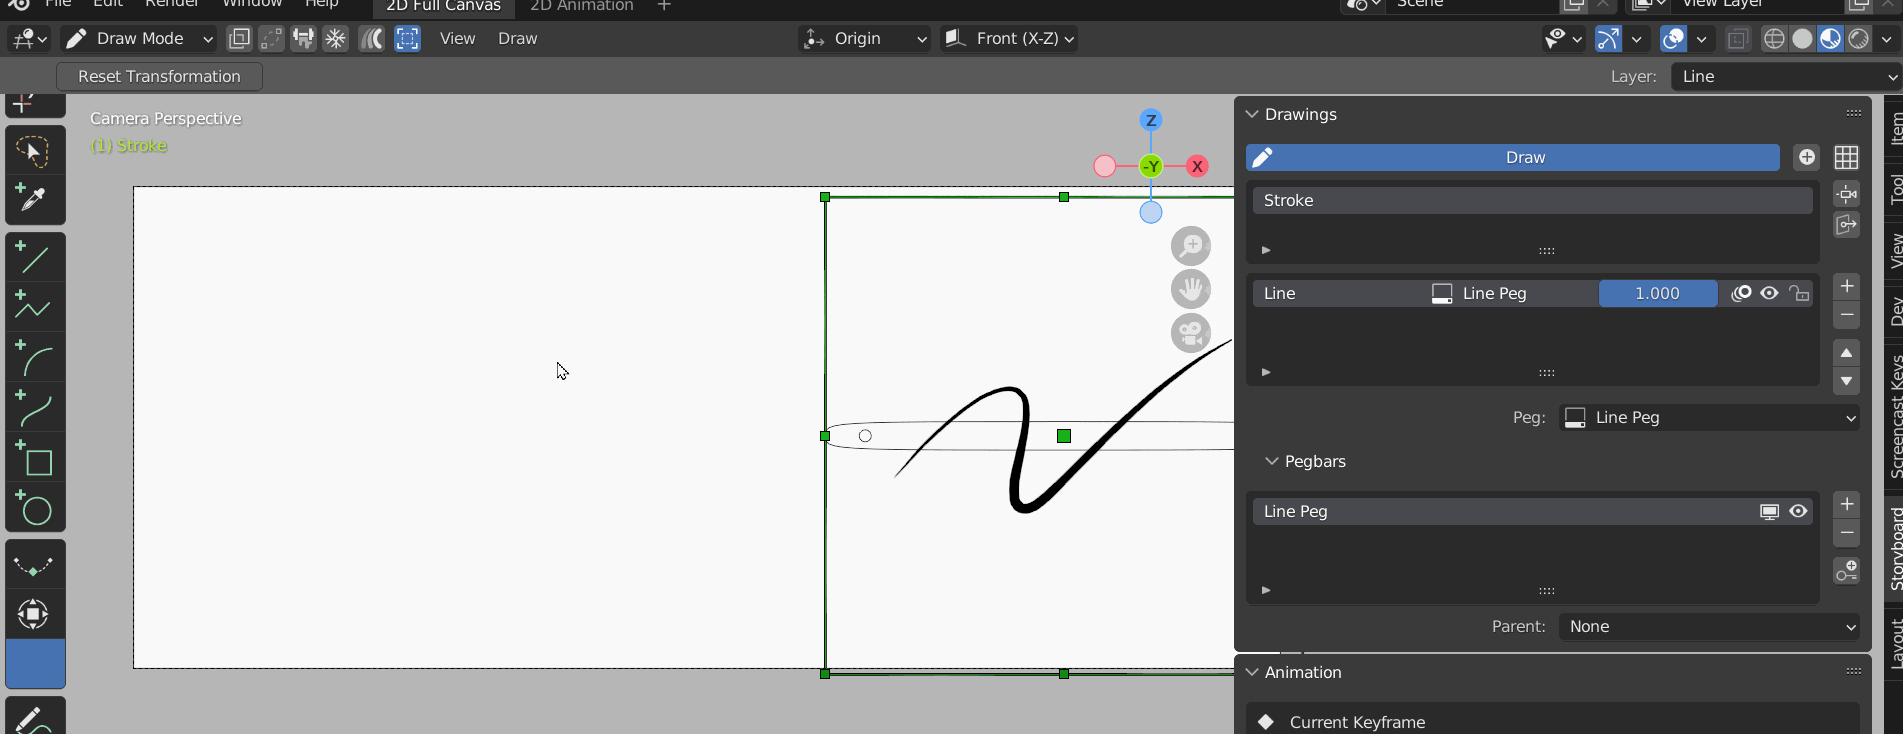 File Edit Render Window Help 2D Full Canvas 2D Animation + Scene View Layer
Draw Mode View Draw Origin Front (X-Z)
Reset Transformation Layer: Line
Camera Perspective
(1) Stroke
Z
-Y X
Drawings
Draw
Stroke
Line Line Peg 1.000
Peg: Line Peg
Pegbars
Line Peg
Parent: None
Animation
Current Keyframe
Item
Tool
View
Dev
Screencast Keys
Storyboard
Layout